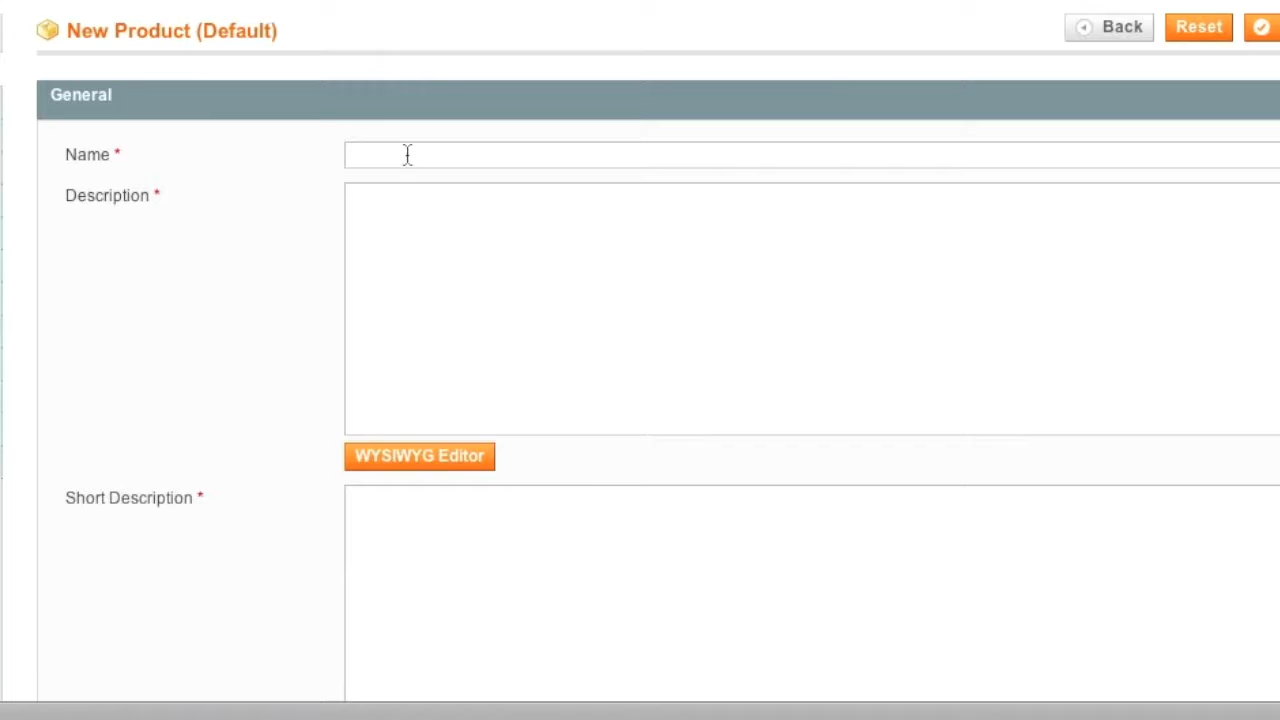 New Product (Default)
Back
Reset
General
Name *
Description *
WYSIWYG Editor
Short Description *